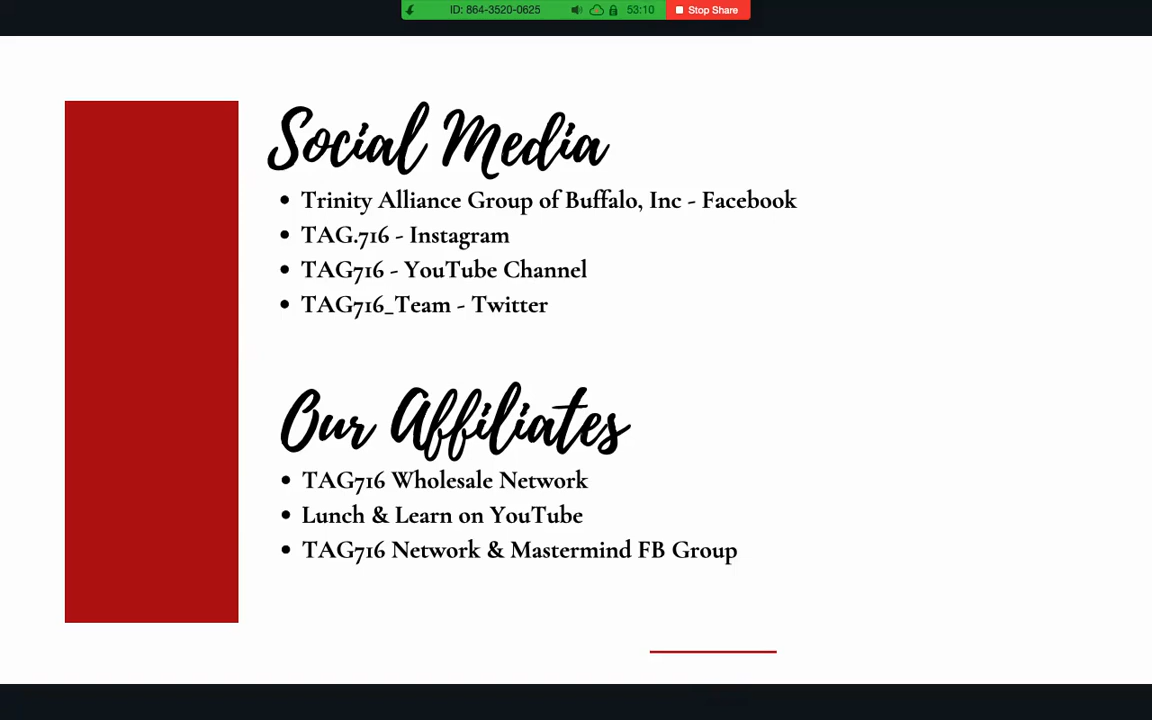 ID: 864-3520-0625 53:10 Stop Share
Social Media
• Trinity Alliance Group of Buffalo, Inc - Facebook
• TAG.716 - Instagram
• TAG716 - YouTube Channel
• TAG716_Team - Twitter
Our Affiliates
• TAG716 Wholesale Network
• Lunch & Learn on YouTube
• TAG716 Network & Mastermind FB Group